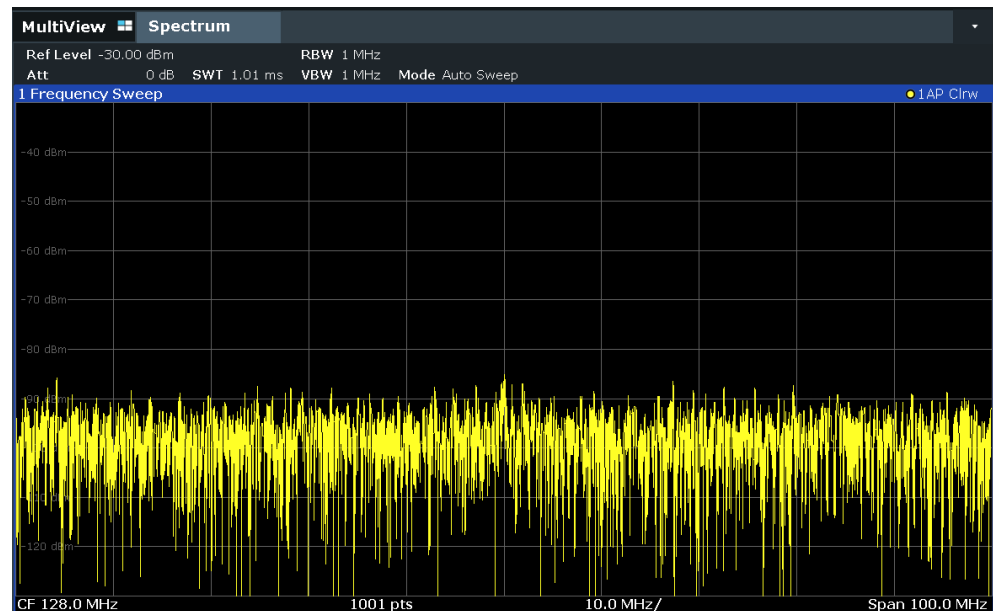 MultiView Spectrum
Ref Level -30.00 dBm RBW 1 MHz
Att 0 dB SWT 1.01 ms VBW 1 MHz Mode Auto Sweep
1 Frequency Sweep 1AP Clrw
-40 dBm
-50 dBm
-60 dBm
-70 dBm
-80 dBm
-90 dBm
-120 dBm
CF 128.0 MHz 1001 pts 10.0 MHz/ Span 100.0 MHz